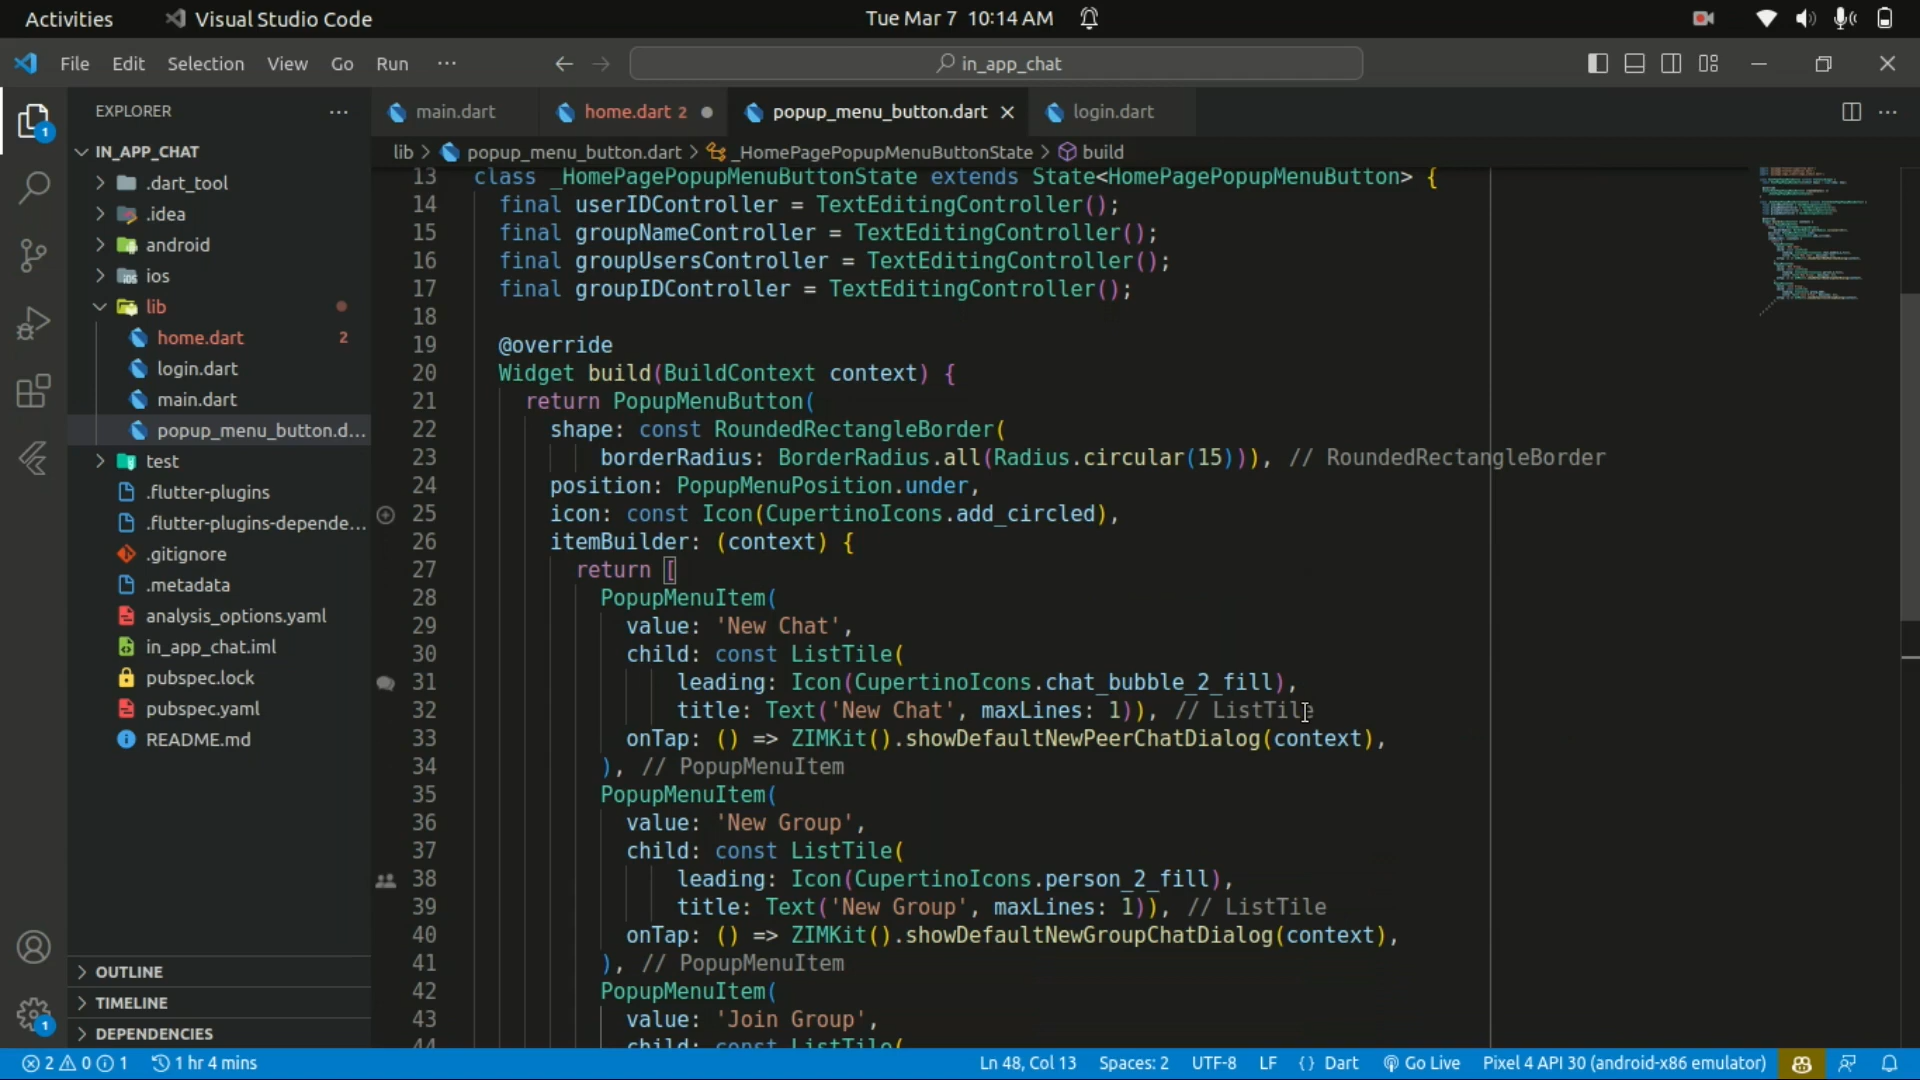 Activities
Visual Studio Code
Tue Mar 7 10:14 AM
File Edit Selection View Go Run ···
in_app_chat
EXPLORER
main.dart
home.dart 2
popup_menu_button.dart
login.dart
IN_APP_CHAT
lib > popup_menu_button.dart > _HomePagePopupMenuButtonState > build
.dart_tool
.idea
android
ios
lib
home.dart 2
login.dart
main.dart
popup_menu_button.d...
test
.flutter-plugins
.flutter-plugins-depende...
.gitignore
.metadata
analysis_options.yaml
in_app_chat.iml
pubspec.lock
pubspec.yaml
README.md
OUTLINE
TIMELINE
DEPENDENCIES
1
1
13 class _HomePagePopupMenuButtonState extends State<HomePagePopupMenuButton> {
14 final userIDController = TextEditingController();
15 final groupNameController = TextEditingController();
16 final groupUsersController = TextEditingController();
17 final groupIDController = TextEditingController();
18
19 @override
20 Widget build(BuildContext context) {
21 return PopupMenuButton(
22 shape: const RoundedRectangleBorder(
23 borderRadius: BorderRadius.all(Radius.circular(15))), // RoundedRectangleBorder
24 position: PopupMenuPosition.under,
25 icon: const Icon(CupertinoIcons.add_circled),
26 itemBuilder: (context) {
27 return [
28 PopupMenuItem(
29 value: 'New Chat',
30 child: const ListTile(
31 leading: Icon(CupertinoIcons.chat_bubble_2_fill),
32 title: Text('New Chat', maxLines: 1)), // ListTile
33 onTap: () => ZIMKit().showDefaultNewPeerChatDialog(context),
34 ), // PopupMenuItem
35 PopupMenuItem(
36 value: 'New Group',
37 child: const ListTile(
38 leading: Icon(CupertinoIcons.person_2_fill),
39 title: Text('New Group', maxLines: 1)), // ListTile
40 onTap: () => ZIMKit().showDefaultNewGroupChatDialog(context),
41 ), // PopupMenuItem
42 PopupMenuItem(
43 value: 'Join Group',
44 child: const ListTile(
2 0 1 1 hr 4 mins
Ln 48, Col 13 Spaces: 2 UTF-8 LF {} Dart Go Live Pixel 4 API 30 (android-x86 emulator)